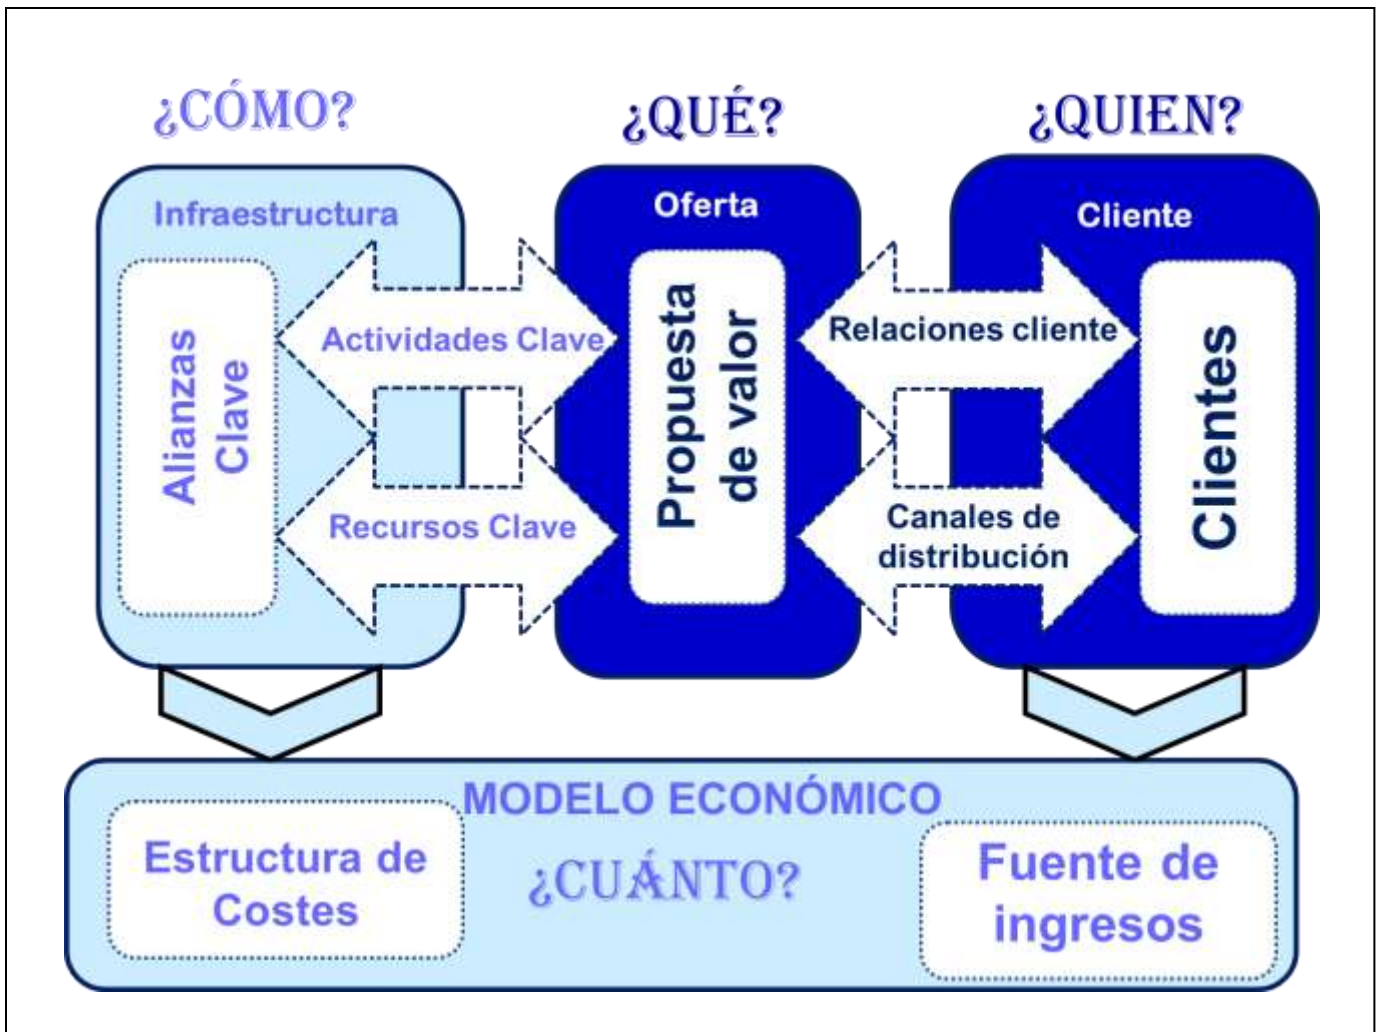 ¿CÓMO?
¿QUÉ?
¿QUIEN?
Infraestructura
Oferta
Cliente
Alianzas
Clave
Actividades Clave
Recursos Clave
Propuesta
de valor
Relaciones cliente
Canales de
distribución
Clientes
MODELO ECONÓMICO
Estructura de
Costes
¿CUÁNTO?
Fuente de
ingresos